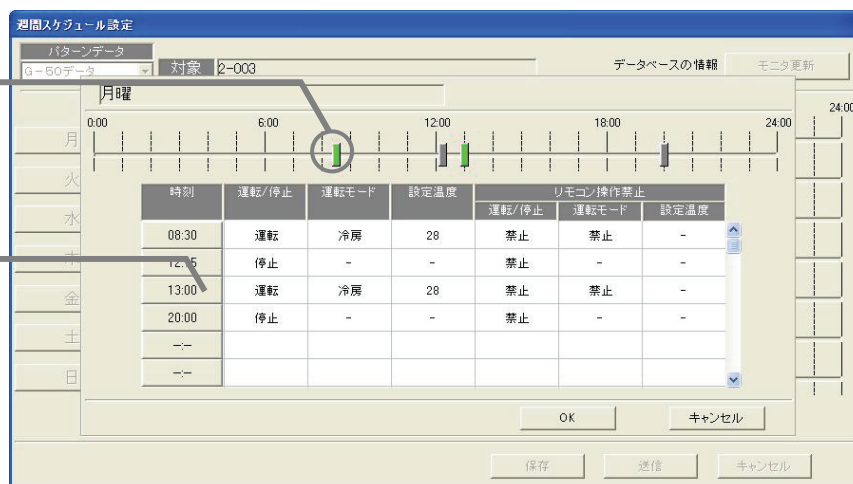 週間スケジュール設定
パターンデータ
G-50データ 対象 2-003 データベースの情報 モニタ更新
月曜
0:00 6:00 12:00 18:00 24:00 24:00
月
火
水
木
金
土
日
時刻 運転/停止 運転モード 設定温度 リモコン操作禁止
運転/停止 運転モード 設定温度
08:30 運転 冷房 28 禁止 禁止 -
12:15 停止 - - 禁止 - -
13:00 運転 冷房 28 禁止 禁止 -
20:00 停止 - - 禁止 - -
--:--
--:--
OK キャンセル
保存 送信 キャンセル